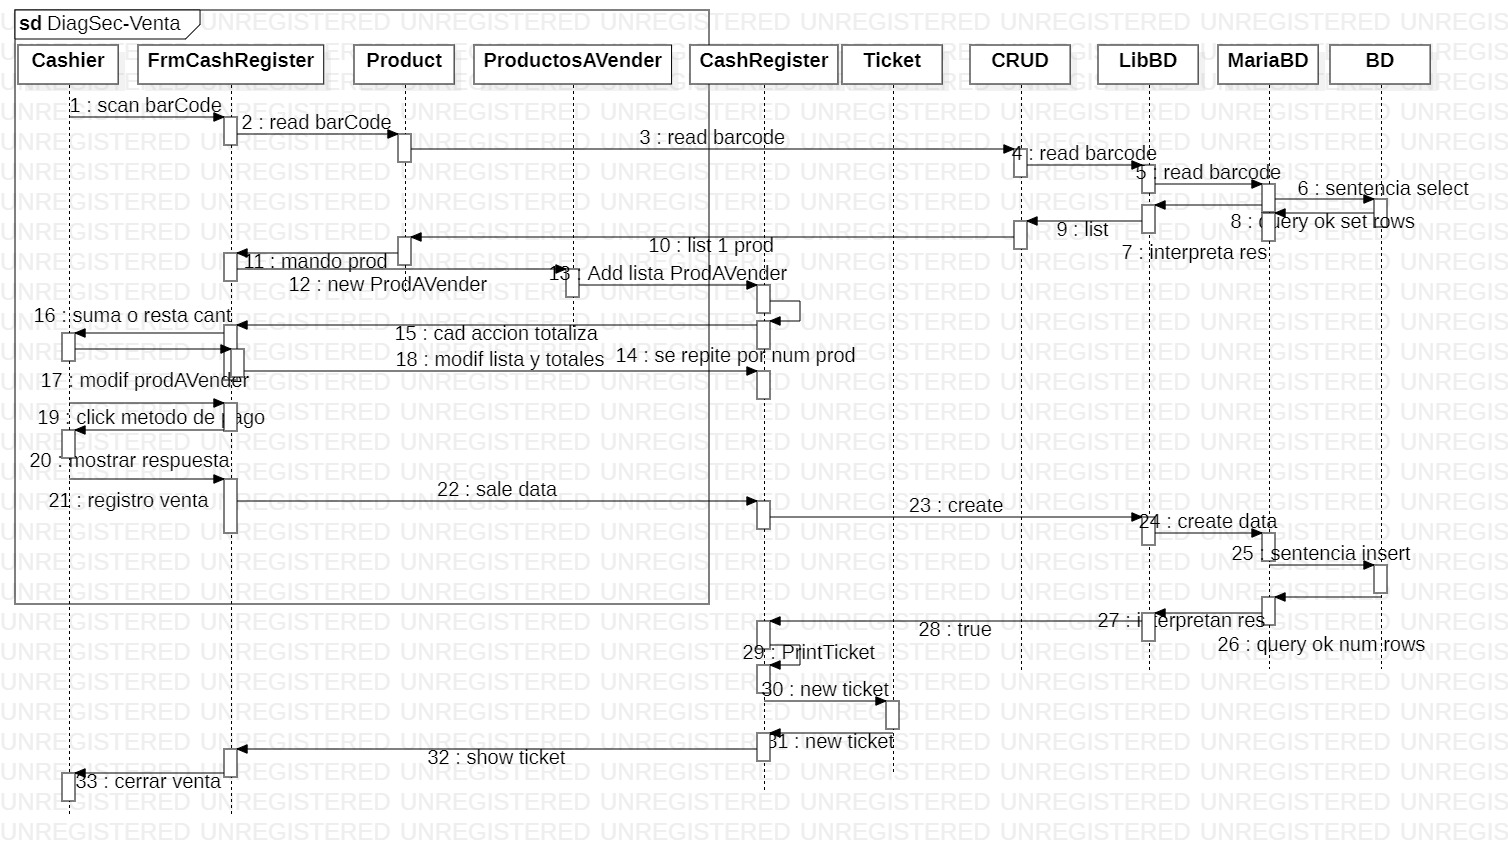 sd DiagSec-Venta
Cashier
FrmCashRegister
Product
ProductosAVender
CashRegister
Ticket
CRUD
LibBD
MariaBD
BD
1 : scan barCode
2 : read barCode
3 : read barcode
4 : read barcode
5 : read barcode
6 : sentencia select
8 : query ok set rows
9 : list
7 : interpreta res
10 : list 1 prod
11 : mando prod
12 : new ProdAVender
13 : Add lista ProdAVender
16 : suma o resta cant
15 : cad accion totaliza
14 : se repite por num prod
18 : modif lista y totales
17 : modif prodAVender
19 : click metodo de pago
20 : mostrar respuesta
21 : registro venta
22 : sale data
23 : create
24 : create data
25 : sentencia insert
27 : interpretan res
28 : true
26 : query ok num rows
29 : PrintTicket
30 : new ticket
31 : new ticket
32 : show ticket
33 : cerrar venta
UNREGISTERED